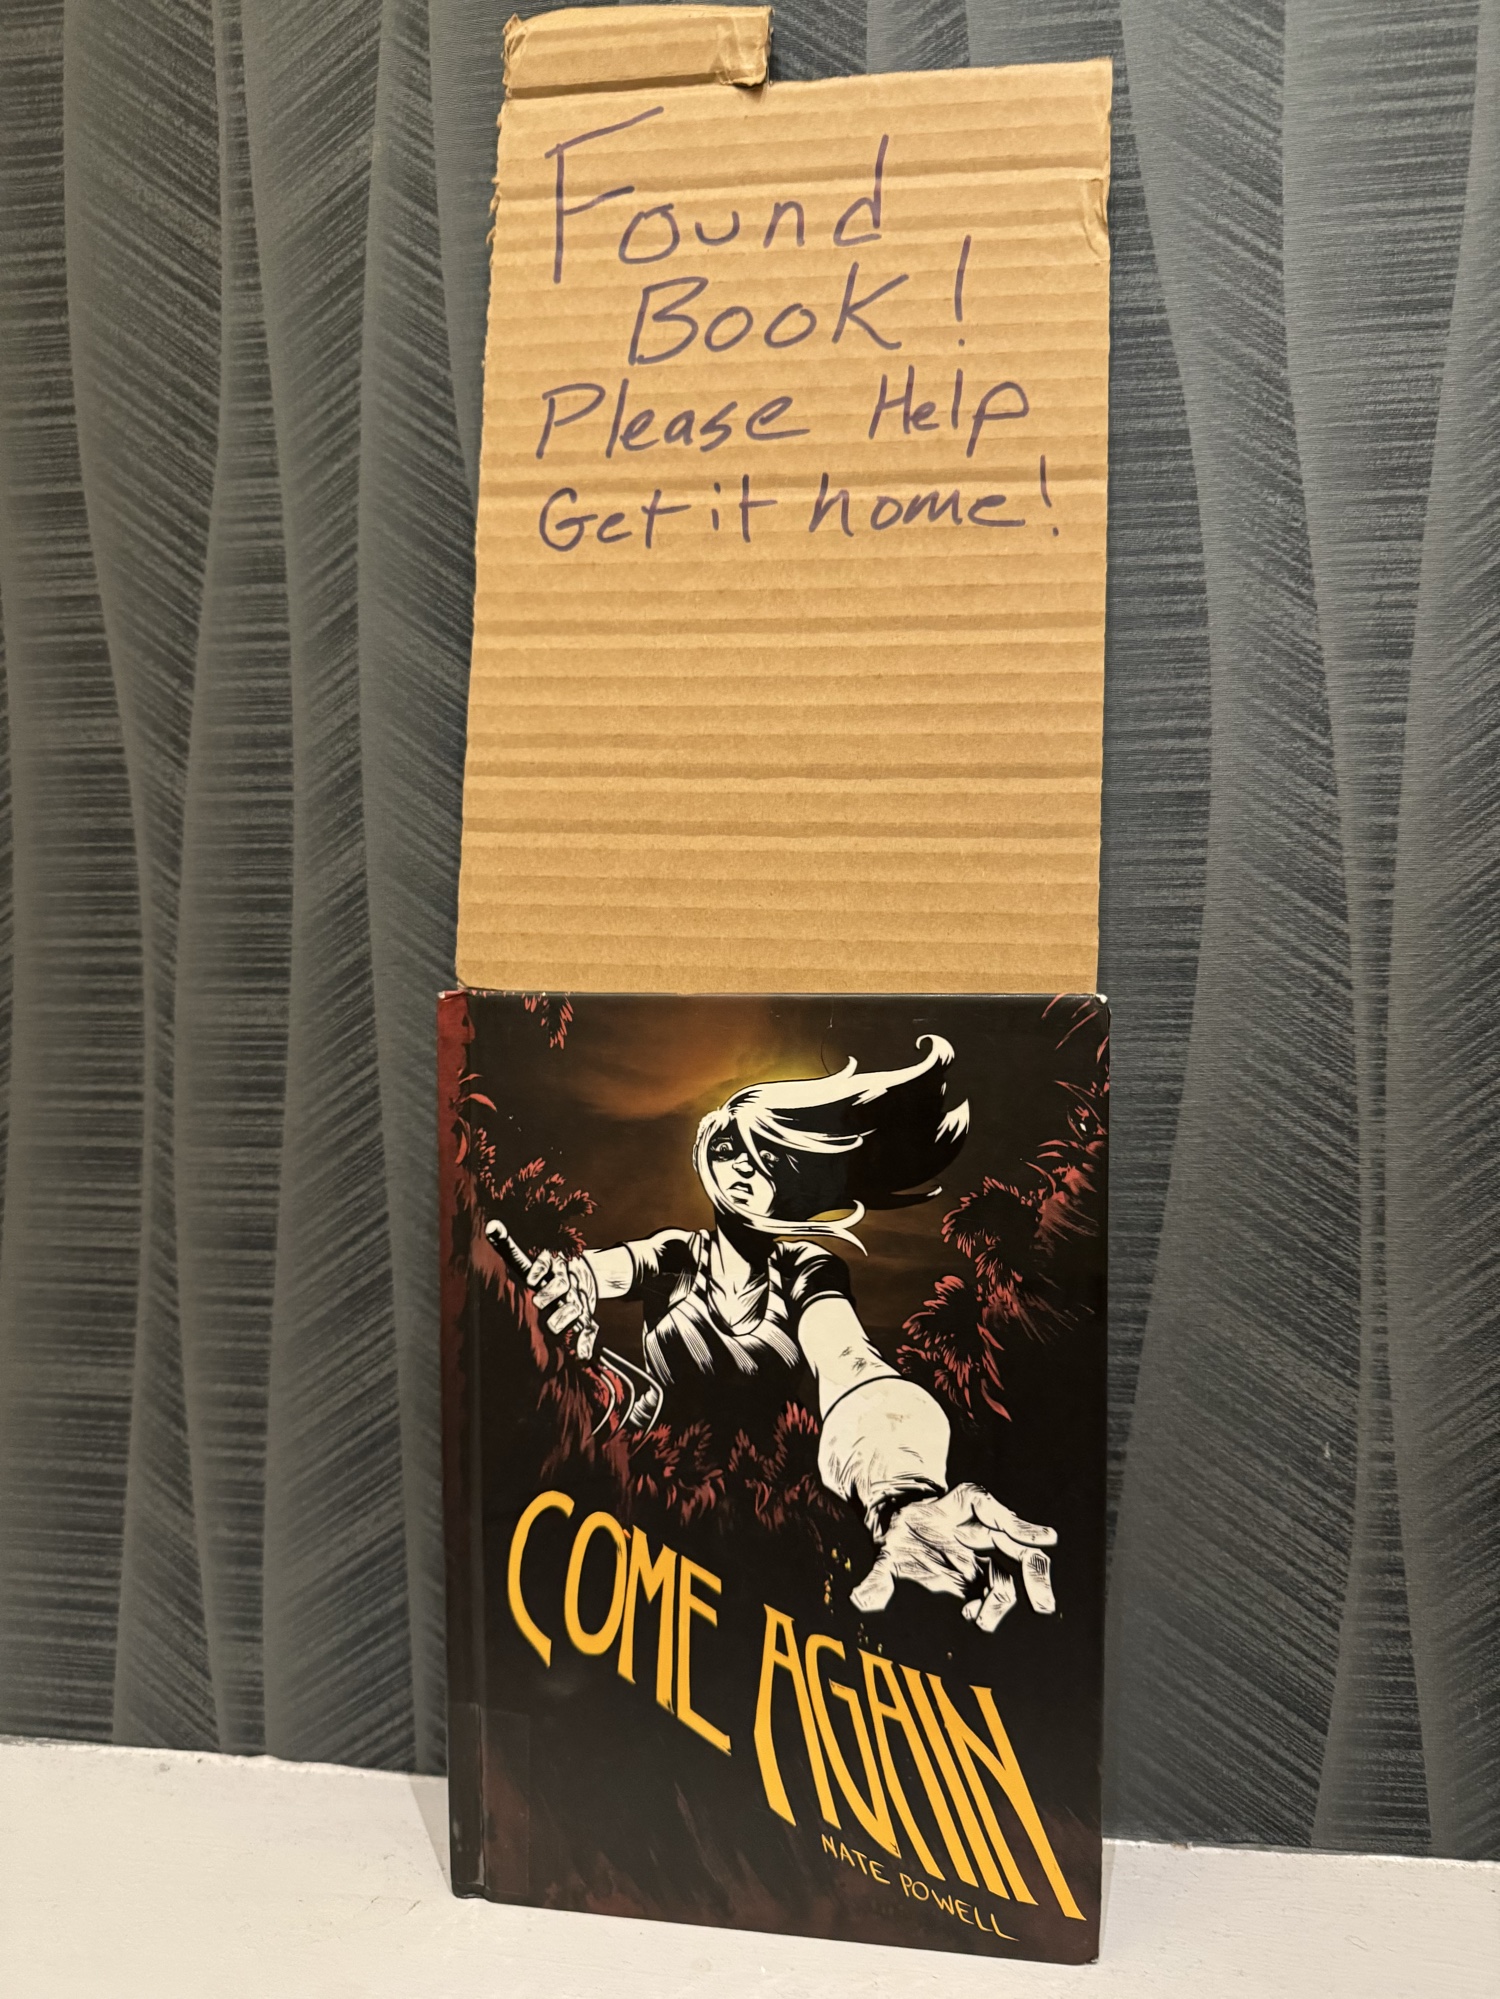 Found
Book!
Please Help
Get it home!
COME AGAIN
NATE POWELL